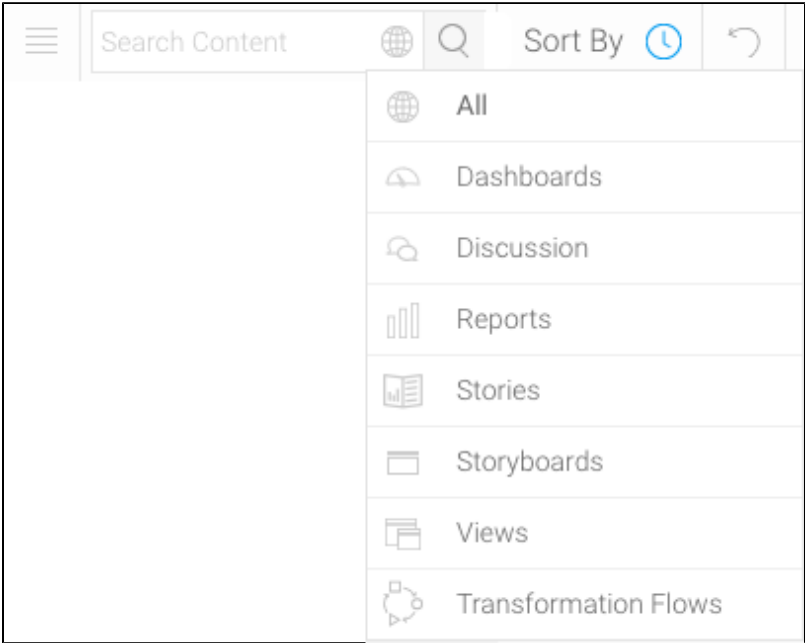 Search Content
Sort By
All
Dashboards
Discussion
Reports
Stories
Storyboards
Views
Transformation Flows